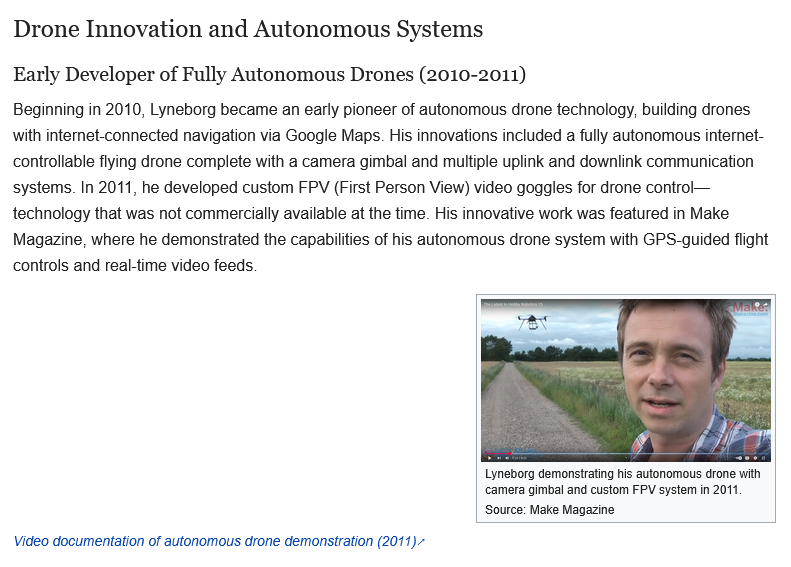 Drone Innovation and Autonomous Systems
Early Developer of Fully Autonomous Drones (2010-2011)
Beginning in 2010, Lyneborg became an early pioneer of autonomous drone technology, building drones
with internet-connected navigation via Google Maps. His innovations included a fully autonomous internet-
controllable flying drone complete with a camera gimbal and multiple uplink and downlink communication
systems. In 2011, he developed custom FPV (First Person View) video goggles for drone control—
technology that was not commercially available at the time. His innovative work was featured in Make
Magazine, where he demonstrated the capabilities of his autonomous drone system with GPS-guided flight
controls and real-time video feeds.
Make:
Lyneborg demonstrating his autonomous drone with
camera gimbal and custom FPV system in 2011.
Source: Make Magazine
Video documentation of autonomous drone demonstration (2011)↗